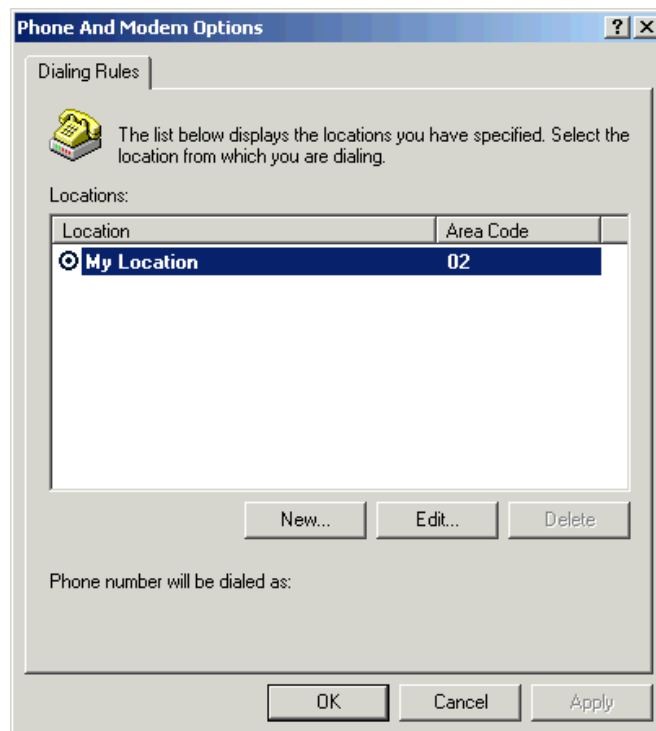 Phone And Modem Options
Dialing Rules
The list below displays the locations you have specified. Select the
location from which you are dialing.
Locations:
Location Area Code
My Location 02
New... Edit... Delete
Phone number will be dialed as:
OK Cancel Apply